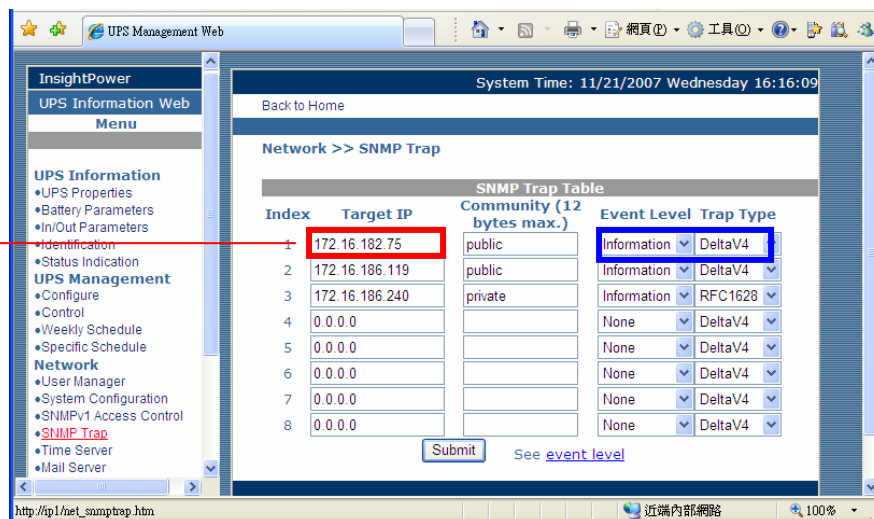 UPS Management Web
網頁(P)
工具(O)
InsightPower
UPS Information Web
Menu
UPS Information
•UPS Properties
•Battery Parameters
•In/Out Parameters
•Identification
•Status Indication
UPS Management
•Configure
•Control
•Weekly Schedule
•Specific Schedule
Network
•User Manager
•System Configuration
•SNMPv1 Access Control
•SNMP Trap
•Time Server
•Mail Server
System Time: 11/21/2007 Wednesday 16:16:09
Back to Home
Network >> SNMP Trap
SNMP Trap Table
Index Target IP Community (12 bytes max.) Event Level Trap Type
1 172.16.182.75 public Information DeltaV4
2 172.16.186.119 public Information DeltaV4
3 172.16.186.240 private Information RFC1628
4 0.0.0.0 None DeltaV4
5 0.0.0.0 None DeltaV4
6 0.0.0.0 None DeltaV4
7 0.0.0.0 None DeltaV4
8 0.0.0.0 None DeltaV4
Submit See event level
http://ip1/net_snmptrap.htm 近端內部網路 100%